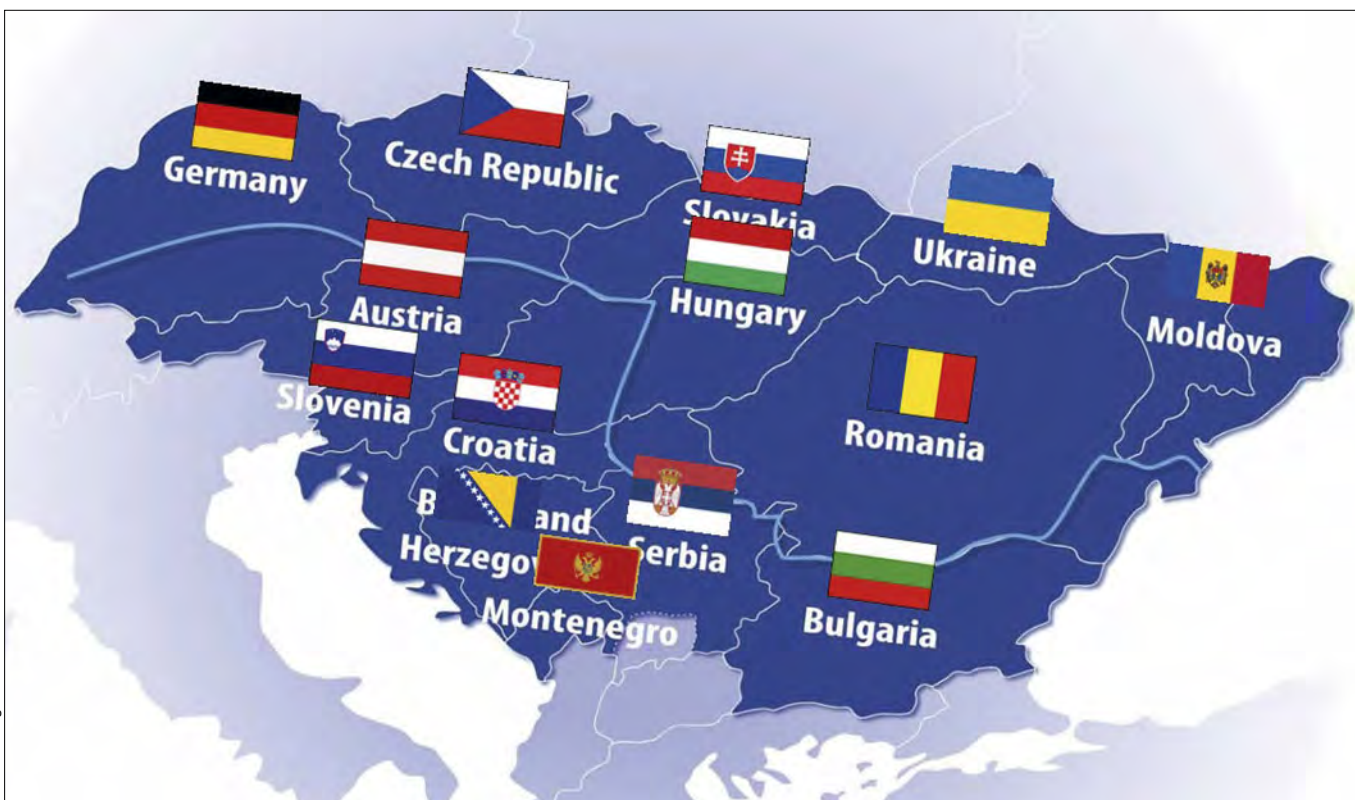 Germany
Czech Republic
Slovakia
Ukraine
Moldova
Austria
Hungary
Slovenia
Croatia
Romania
and
Serbia
Montenegro
Bulgaria